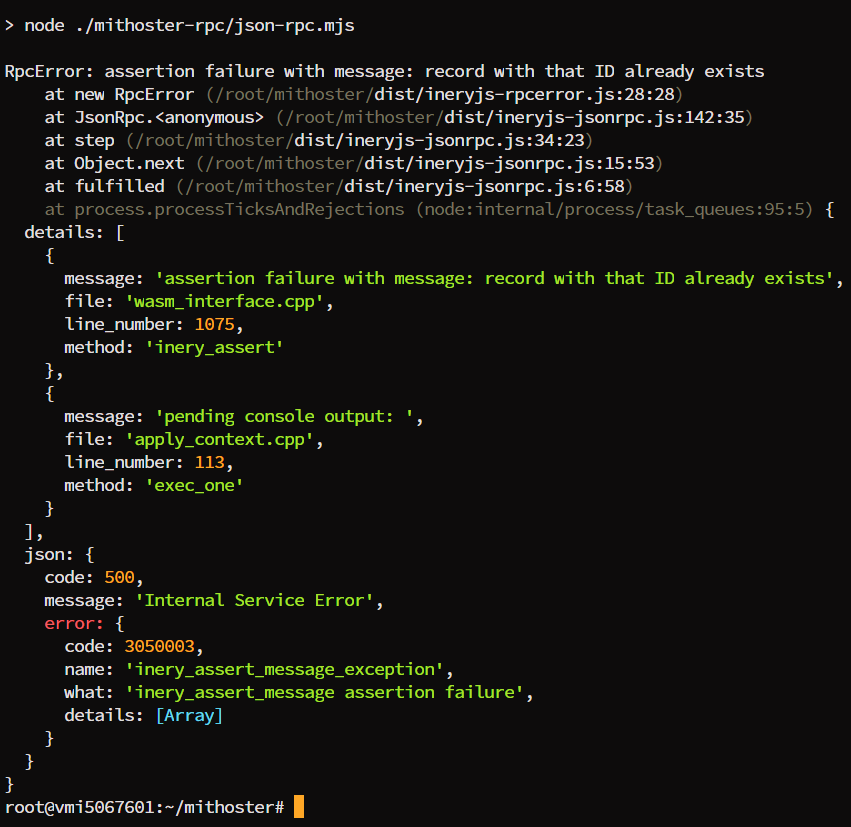 > node ./mithoster-rpc/json-rpc.mjs
RpcError: assertion failure with message: record with that ID already exists
    at new RpcError (/root/mithoster/dist/ineryjs-rpcerror.js:28:28)
    at JsonRpc.<anonymous> (/root/mithoster/dist/ineryjs-jsonrpc.js:142:35)
    at step (/root/mithoster/dist/ineryjs-jsonrpc.js:34:23)
    at Object.next (/root/mithoster/dist/ineryjs-jsonrpc.js:15:53)
    at fulfilled (/root/mithoster/dist/ineryjs-jsonrpc.js:6:58)
    at process.processTicksAndRejections (node:internal/process/task_queues:95:5) {
  details: [
    {
      message: 'assertion failure with message: record with that ID already exists',
      file: 'wasm_interface.cpp',
      line_number: 1075,
      method: 'inery_assert'
    },
    {
      message: 'pending console output: ',
      file: 'apply_context.cpp',
      line_number: 113,
      method: 'exec_one'
    }
  ],
  json: {
    code: 500,
    message: 'Internal Service Error',
    error: {
      code: 3050003,
      name: 'inery_assert_message_exception',
      what: 'inery_assert_message assertion failure',
      details: [Array]
    }
  }
}
root@vmi5067601:~/mithoster#